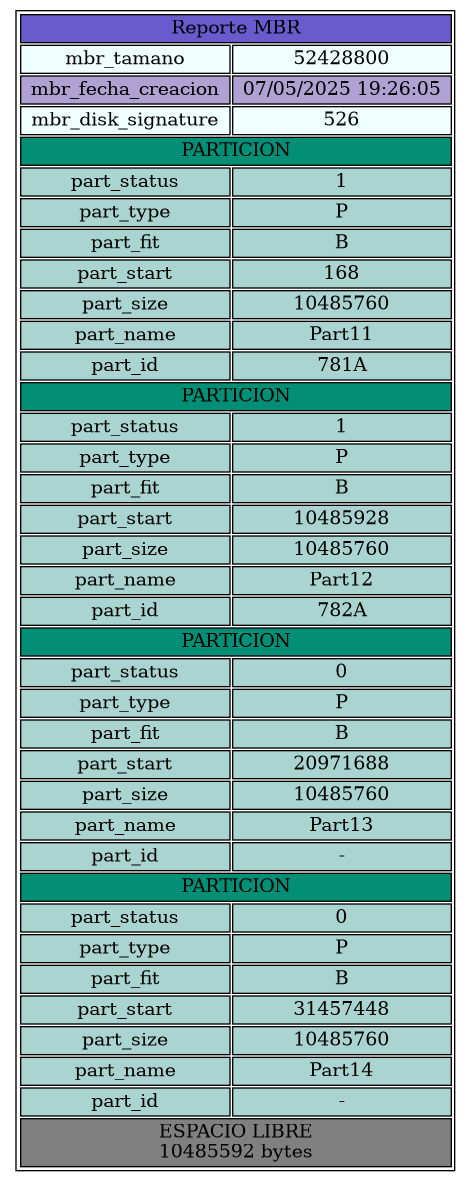 Reporte MBR
mbr_tamano 52428800
mbr_fecha_creacion 07/05/2025 19:26:05
mbr_disk_signature 526
PARTICION
part_status 1
part_type P
part_fit B
part_start 168
part_size 10485760
part_name Part11
part_id 781A
PARTICION
part_status 1
part_type P
part_fit B
part_start 10485928
part_size 10485760
part_name Part12
part_id 782A
PARTICION
part_status 0
part_type P
part_fit B
part_start 20971688
part_size 10485760
part_name Part13
part_id -
PARTICION
part_status 0
part_type P
part_fit B
part_start 31457448
part_size 10485760
part_name Part14
part_id -
ESPACIO LIBRE
10485592 bytes